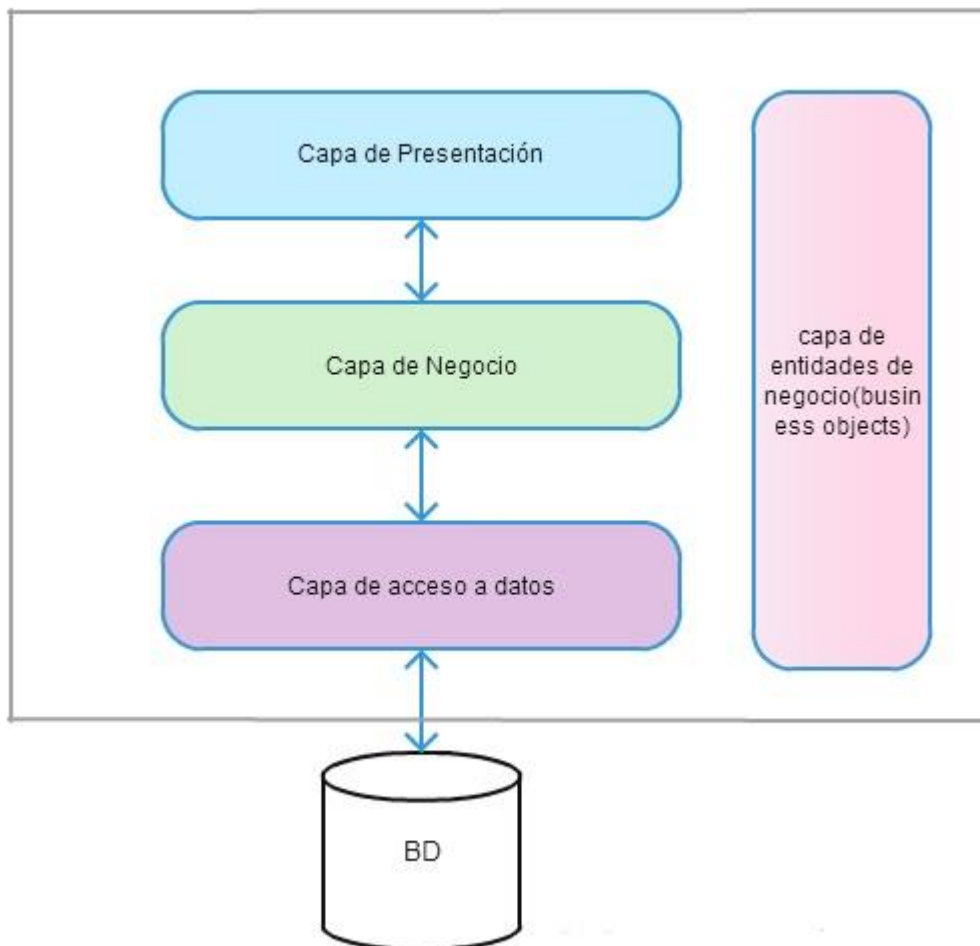 Capa de Presentación
Capa de Negocio
capa de
entidades de
negocio(busin
ess objects)
Capa de acceso a datos
BD